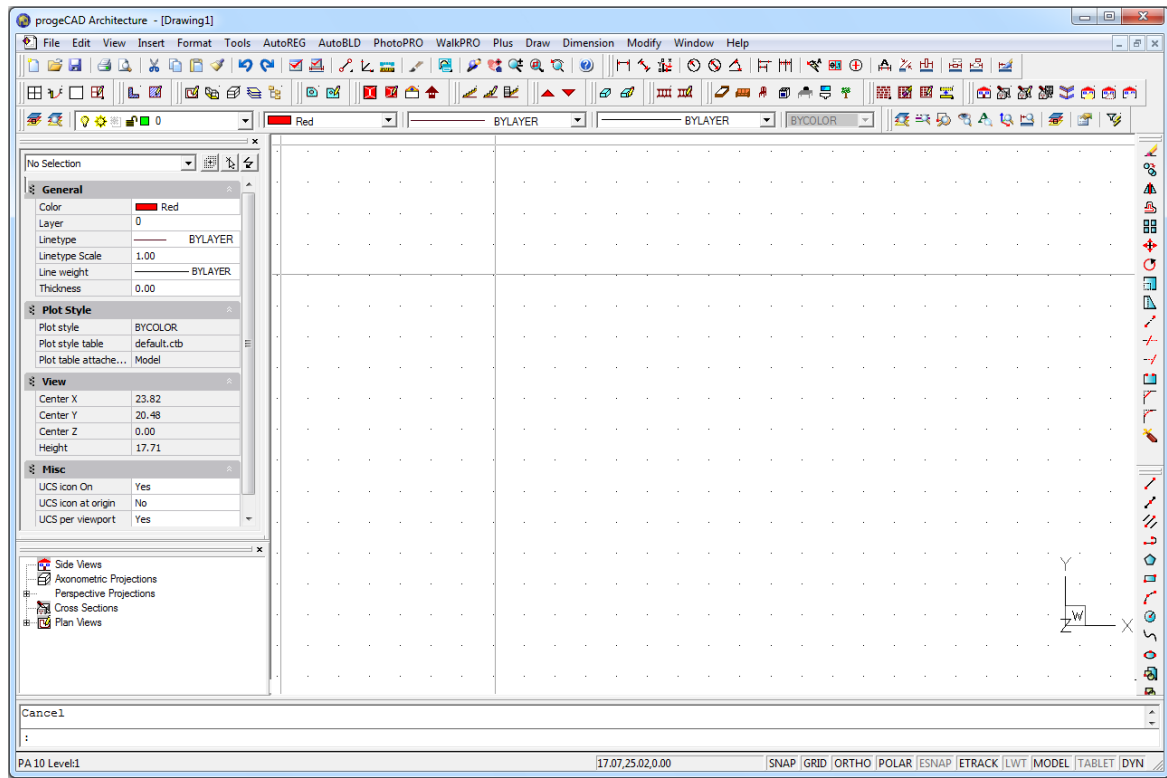 progeCAD Architecture - [Drawing1]
File Edit View Insert Format Tools AutoREG AutoBLD PhotoPRO WalkPRO Plus Draw Dimension Modify Window Help
0 Red BYLAYER BYLAYER BYCOLOR
No Selection
General
Color Red
Layer 0
Linetype BYLAYER
Linetype Scale 1.00
Line weight BYLAYER
Thickness 0.00
Plot Style
Plot style BYCOLOR
Plot style table default.ctb
Plot table attache... Model
View
Center X 23.82
Center Y 20.48
Center Z 0.00
Height 17.71
Misc
UCS icon On Yes
UCS icon at origin No
UCS per viewport Yes
Side Views
Axonometric Projections
Perspective Projections
Cross Sections
Plan Views
Y
W
Z X
Cancel
:
PA 10 Level:1 17.07,25.02,0.00 SNAP GRID ORTHO POLAR ESNAP ETRACK LWT MODEL TABLET DYN